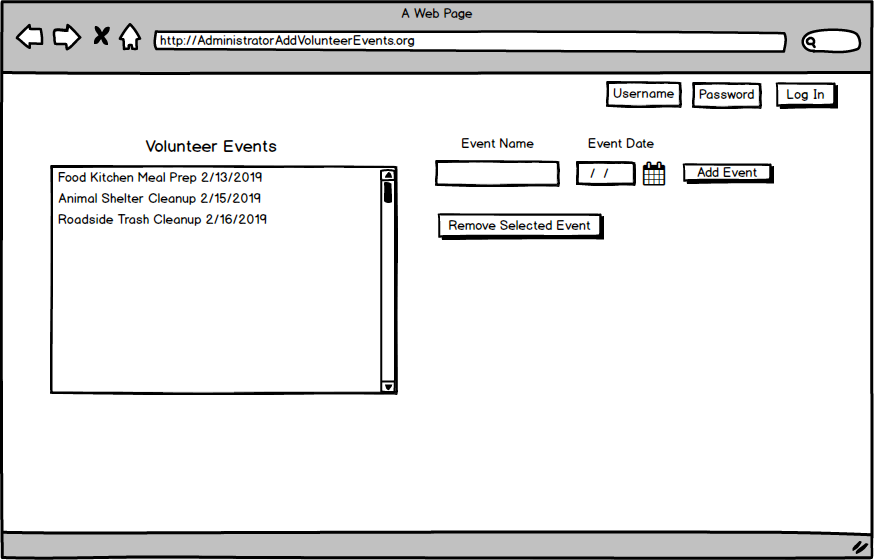 A Web Page
http://AdministratorAddVolunteerEvents.org
Username Password Log In
Volunteer Events
Event Name Event Date
Food Kitchen Meal Prep 2/13/2019
Animal Shelter Cleanup 2/15/2019
Roadside Trash Cleanup 2/16/2019
/ / Add Event
Remove Selected Event